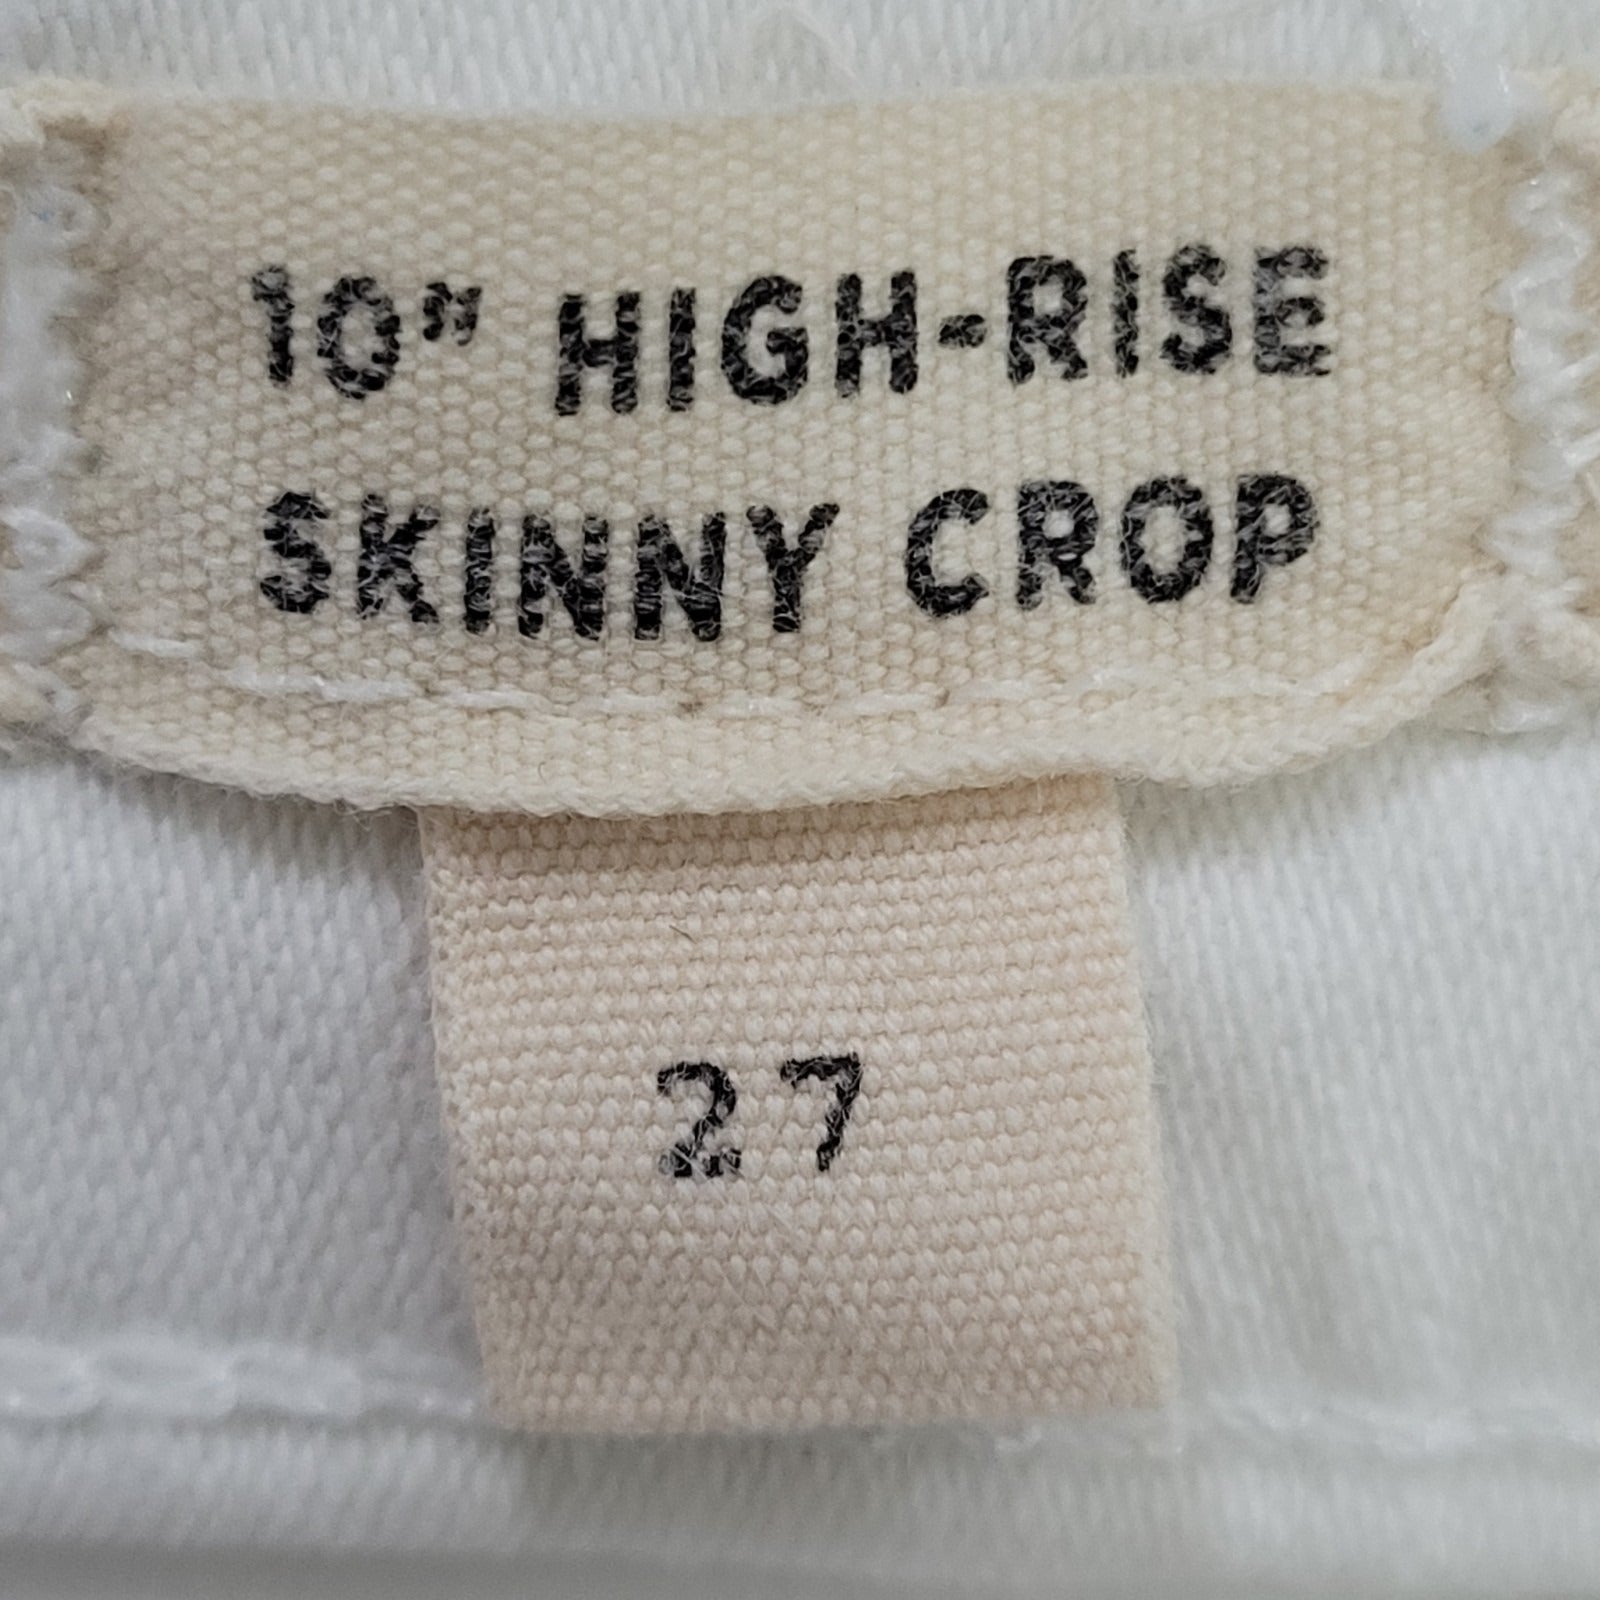 10" HIGH-RISE
SKINNY CROP
27